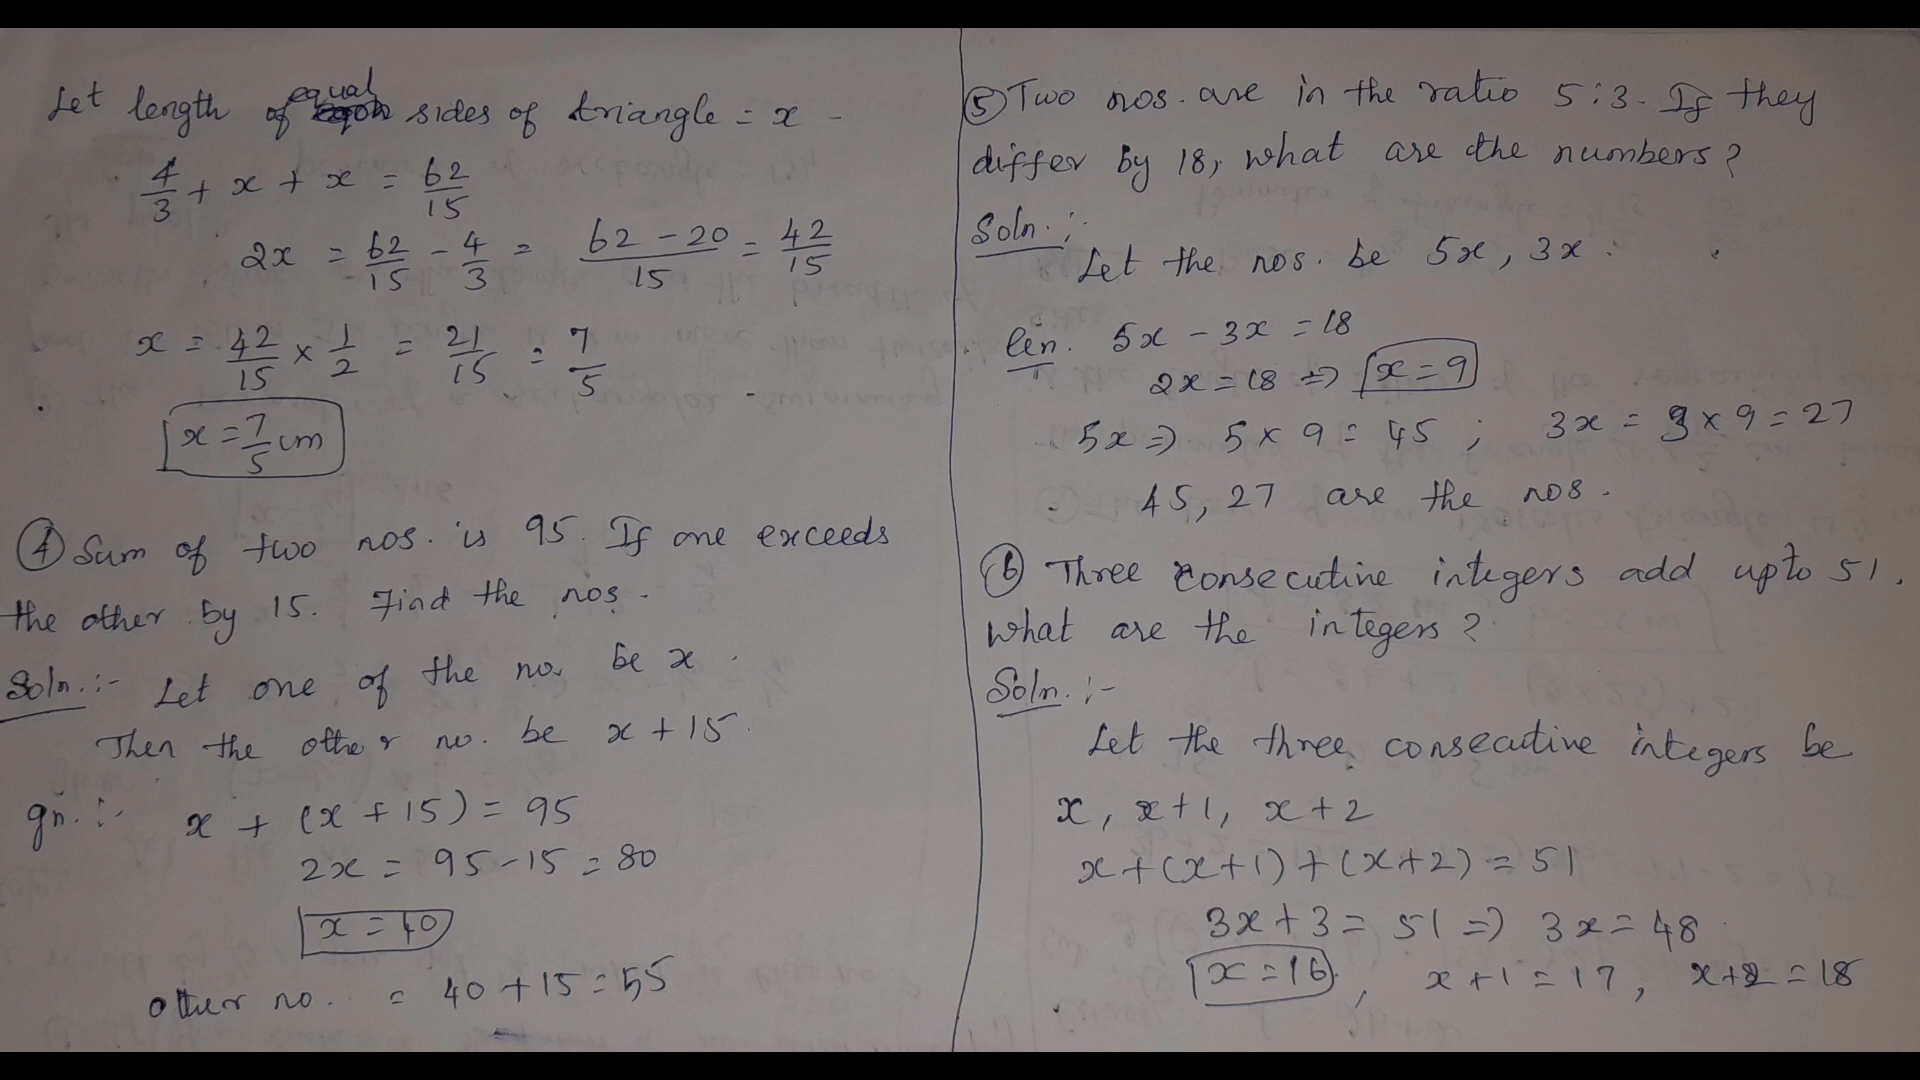 Let length of equal sides of triangle = x
4/3 + x + x = 62/15
2x = 62/15 - 4/3 = (62 - 20)/15 = 42/15
x = 42/15 × 1/2 = 21/15 = 7/5
x = 7/5 cm
④ Sum of two nos. is 95. If one exceeds
the other by 15. Find the nos.
Soln. :- Let one of the no. be x.
Then the other no. be x + 15.
gn. :- x + (x + 15) = 95
2x = 95 - 15 = 80
x = 40
other no. = 40 + 15 = 55
⑤ Two nos. are in the ratio 5:3. If they
differ by 18, what are the numbers?
Soln. :-
Let the nos. be 5x, 3x.
5x - 3x = 18
2x = 18 ⇒ x = 9
5x ⇒ 5 × 9 = 45 ; 3x = 3 × 9 = 27
45, 27 are the nos.
⑥ Three consecutive integers add upto 51.
What are the integers?
Soln. :-
Let the three consecutive integers be
x, x+1, x+2
x + (x+1) + (x+2) = 51
3x + 3 = 51 ⇒ 3x = 48
x = 16, x + 1 = 17, x+2 = 18